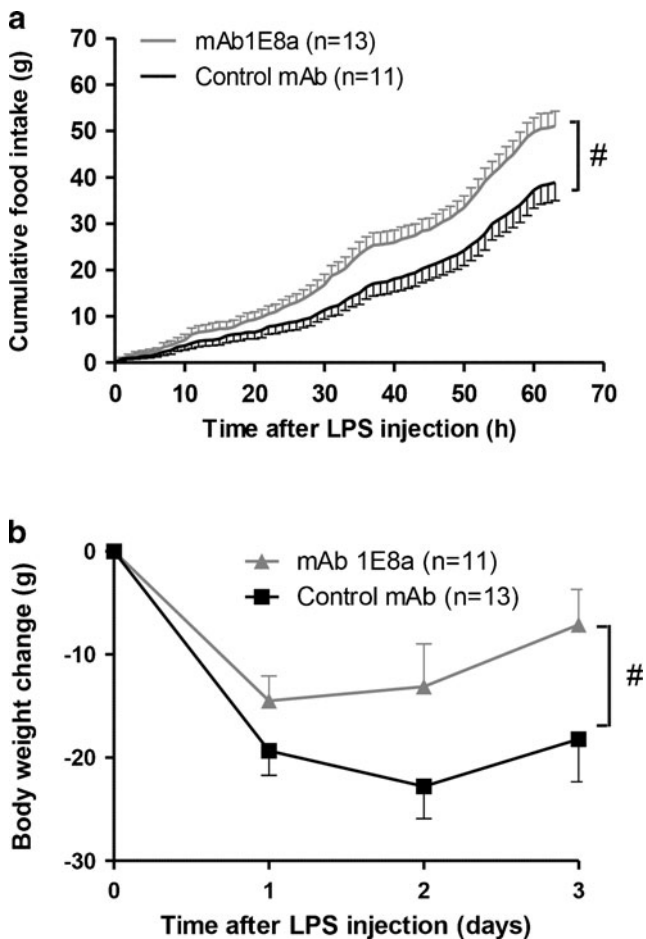 a
mAb1E8a (n=13)
Control mAb (n=11)
Cumulative food intake (g)
70
60
50
40
30
20
10
0
#
0 10 20 30 40 50 60 70
Time after LPS injection (h)
b
mAb 1E8a (n=11)
Control mAb (n=13)
Body weight change (g)
0
-10
-20
-30
#
0 1 2 3
Time after LPS injection (days)